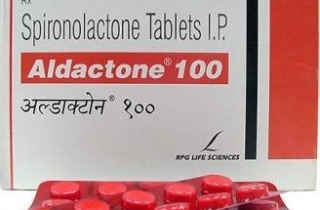 Rx
Spironolactone Tablets I.P.
Aldactone® 100
अल्डाक्टोन® १००
RPG LIFE SCIENCES